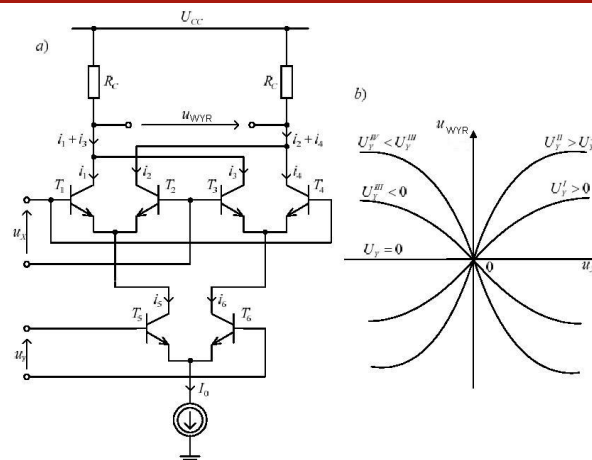 a)
U_CC
R_C
R_C
u_WYR
i_1 + i_3
i_2 + i_4
i_1
i_2
i_3
i_4
T_1
T_2
T_3
T_4
u_X
i_5
i_6
T_5
T_6
u_Y
I_0
b)
u_WYR
U_Y^IV < U_Y^III
U_Y^II > U_Y
U_Y^III < 0
U_Y^I > 0
U_Y = 0
0